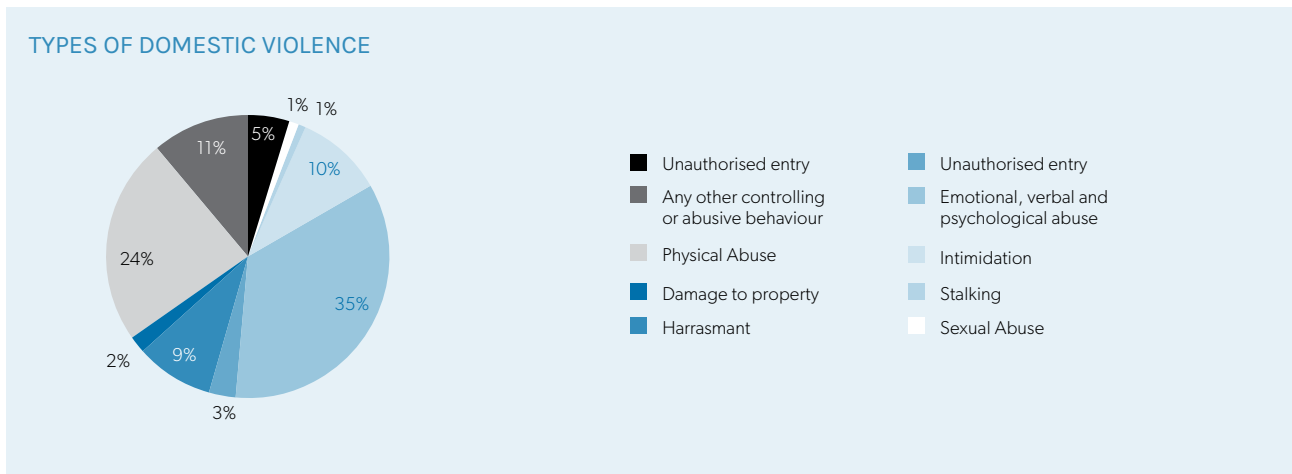 TYPES OF DOMESTIC VIOLENCE
1% 1%
5%
11%
10%
24%
35%
2%
9%
3%
Unauthorised entry
Any other controlling
or abusive behaviour
Physical Abuse
Damage to property
Harrasmant
Unauthorised entry
Emotional, verbal and
psychological abuse
Intimidation
Stalking
Sexual Abuse